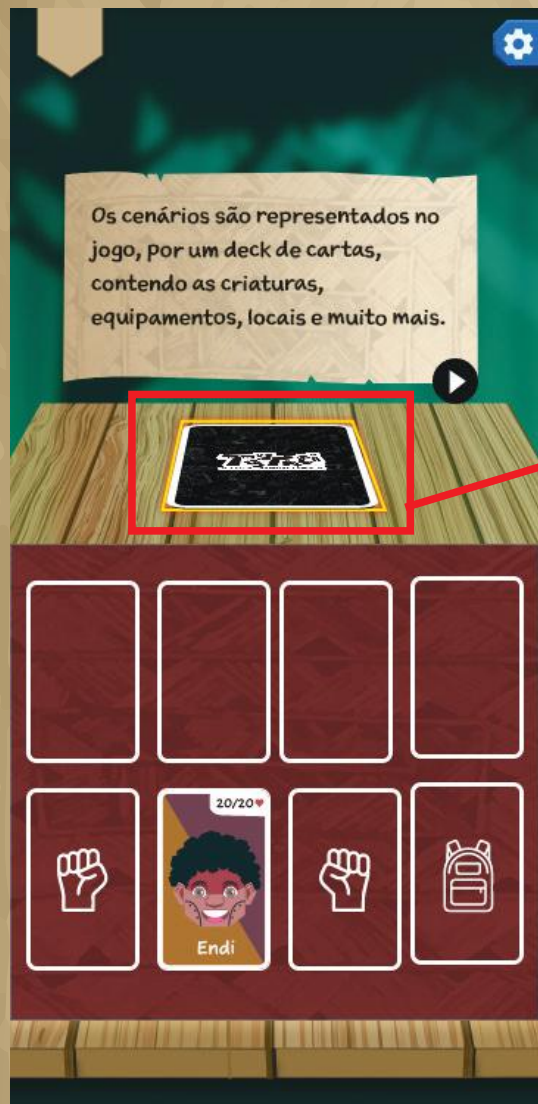 Os cenários são representados no
jogo, por um deck de cartas,
contendo as criaturas,
equipamentos, locais e muito mais.
20/20
Endi